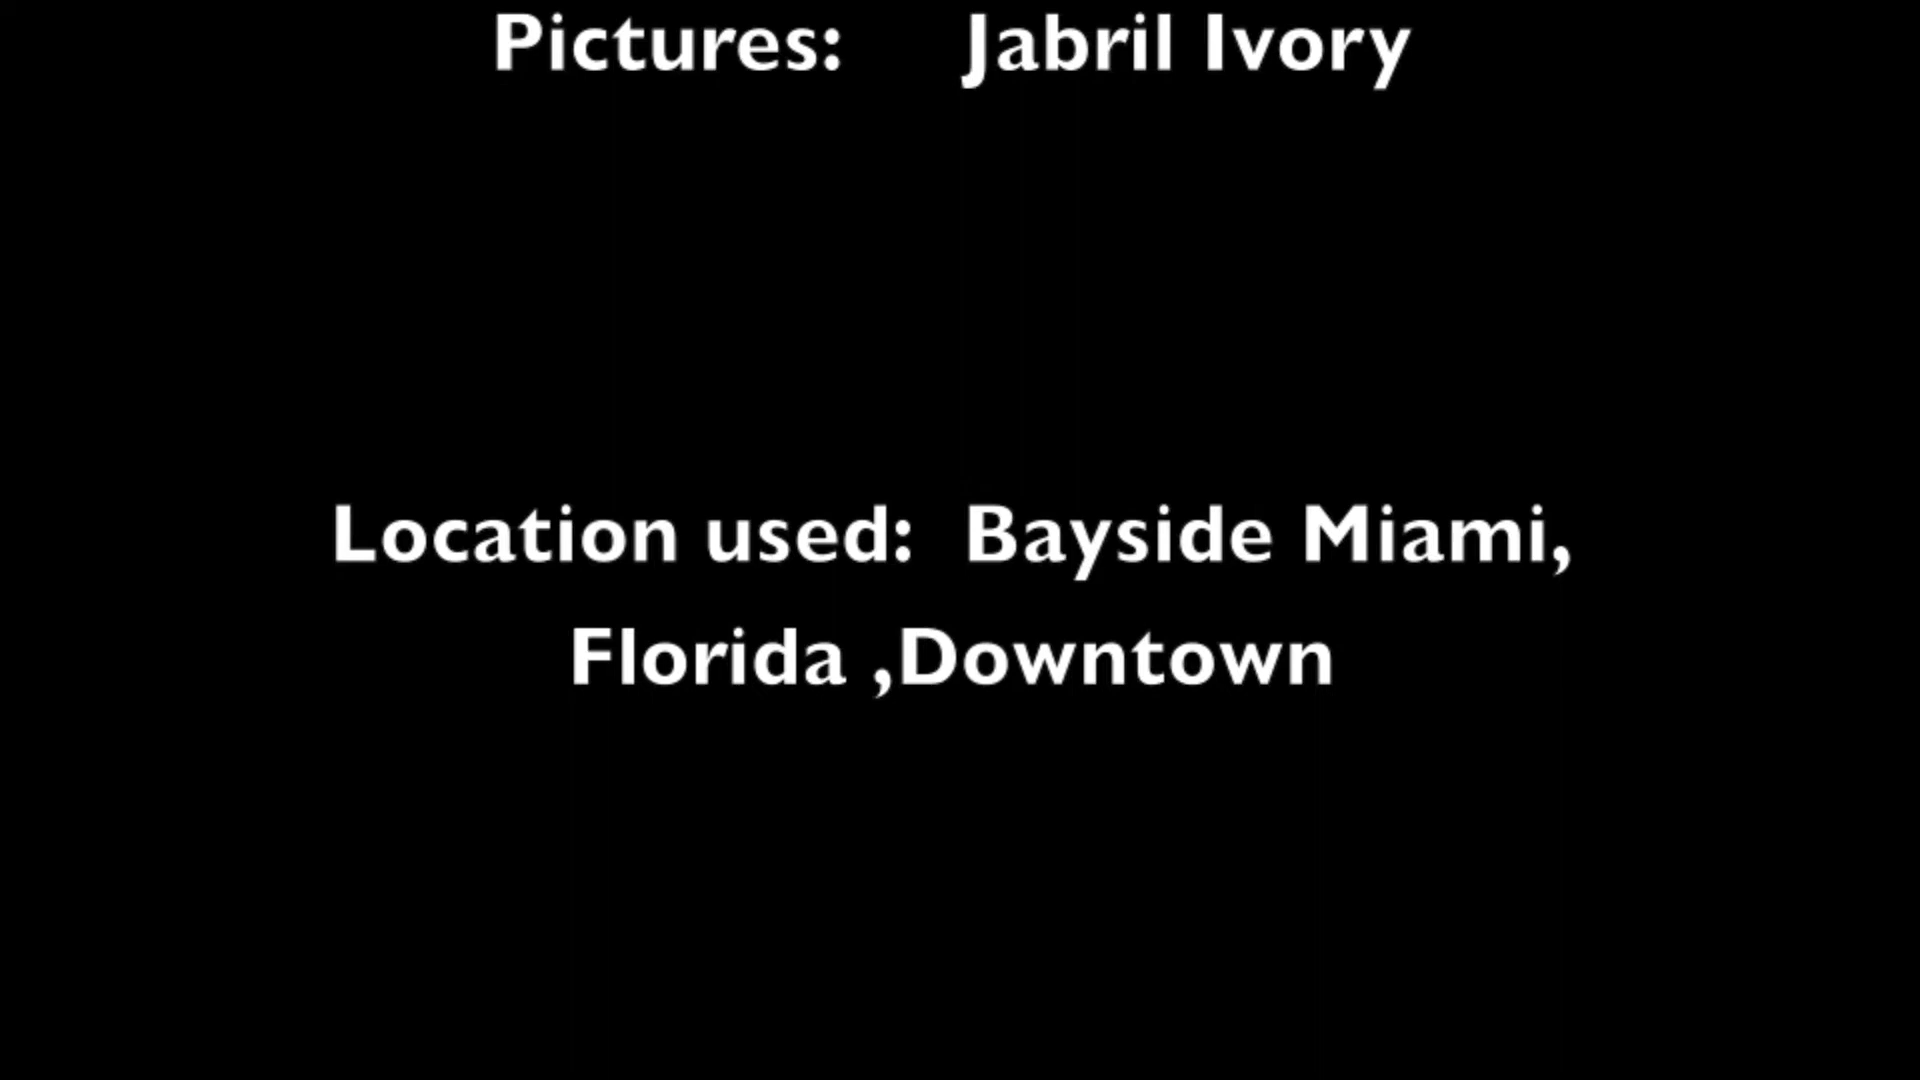 Pictures: Jabril Ivory
Location used: Bayside Miami,
Florida ,Downtown